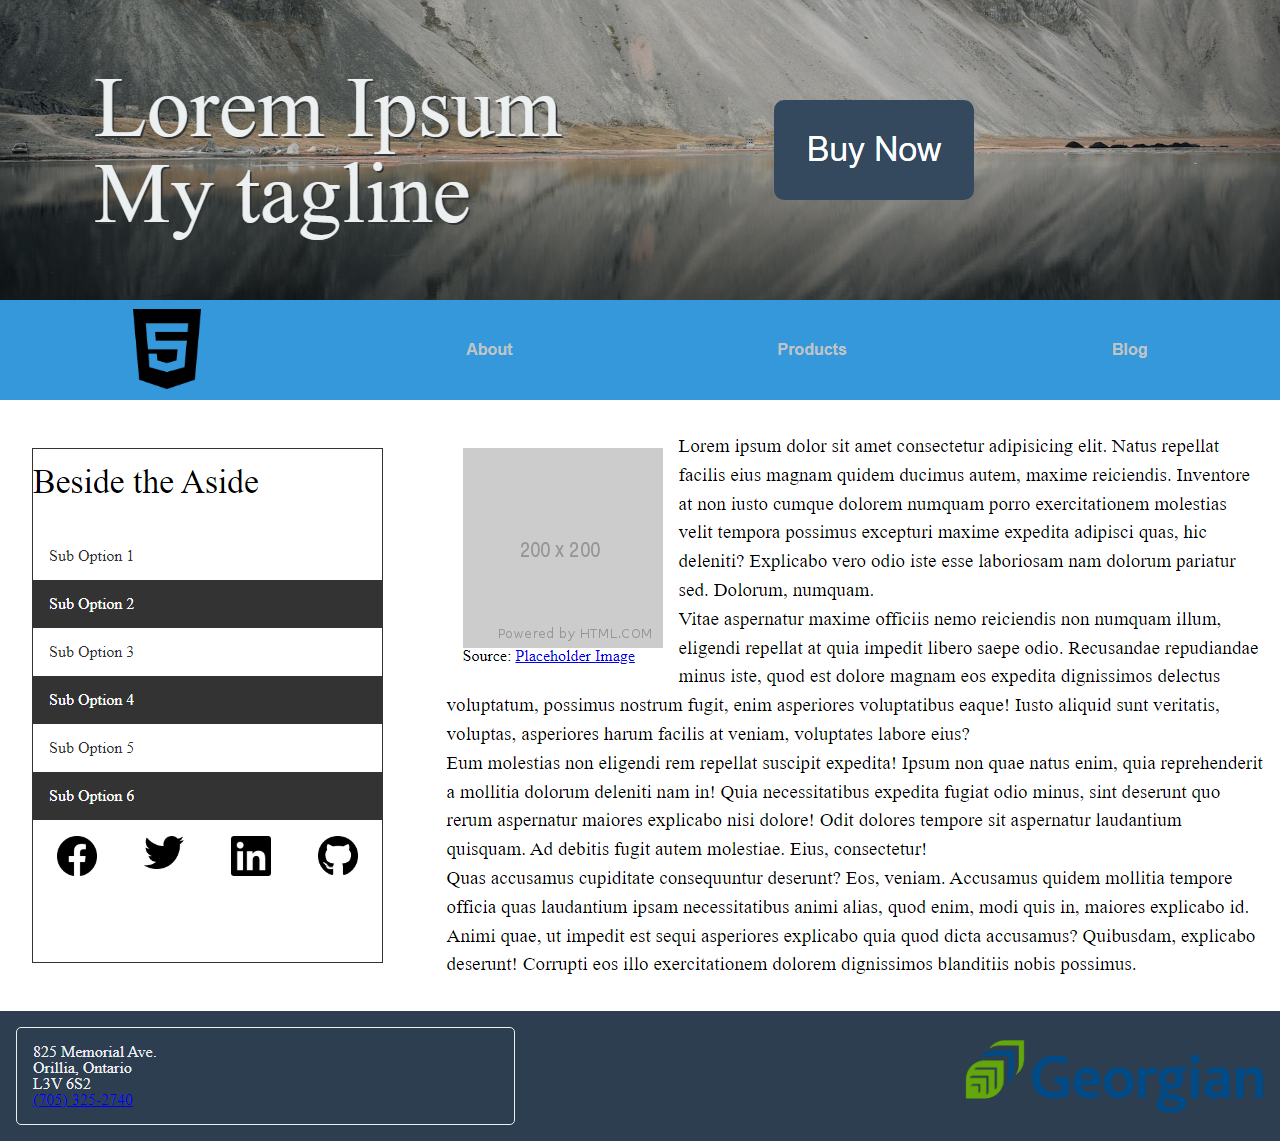 Lorem Ipsum
My tagline
Buy Now
5
About
Products
Blog
Beside the Aside
Sub Option 1
Sub Option 2
Sub Option 3
Sub Option 4
Sub Option 5
Sub Option 6
in
200 x 200
Powered by HTML.COM
Source: Placeholder Image
Lorem ipsum dolor sit amet consectetur adipisicing elit. Natus repellat
facilis eius magnam quidem ducimus autem, maxime reiciendis. Inventore
at non iusto cumque dolorem numquam porro exercitationem molestias
velit tempora possimus excepturi maxime expedita adipisci quas, hic
deleniti? Explicabo vero odio iste esse laboriosam nam dolorum pariatur
sed. Dolorum, numquam.
Vitae aspernatur maxime officiis nemo reiciendis non numquam illum,
eligendi repellat at quia impedit libero saepe odio. Recusandae repudiandae
minus iste, quod est dolore magnam eos expedita dignissimos delectus
voluptatum, possimus nostrum fugit, enim asperiores voluptatibus eaque! Iusto aliquid sunt veritatis,
voluptas, asperiores harum facilis at veniam, voluptates labore eius?
Eum molestias non eligendi rem repellat suscipit expedita! Ipsum non quae natus enim, quia reprehenderit
a mollitia dolorum deleniti nam in! Quia necessitatibus expedita fugiat odio minus, sint deserunt quo
rerum aspernatur maiores explicabo nisi dolore! Odit dolores tempore sit aspernatur laudantium
quisquam. Ad debitis fugit autem molestiae. Eius, consectetur!
Quas accusamus cupiditate consequuntur deserunt? Eos, veniam. Accusamus quidem mollitia tempore
officia quas laudantium ipsam necessitatibus animi alias, quod enim, modi quis in, maiores explicabo id.
Animi quae, ut impedit est sequi asperiores explicabo quia quod dicta accusamus? Quibusdam, explicabo
deserunt! Corrupti eos illo exercitationem dolorem dignissimos blanditiis nobis possimus.
825 Memorial Ave.
Orillia, Ontario
L3V 6S2
(705) 325-2740
Georgian